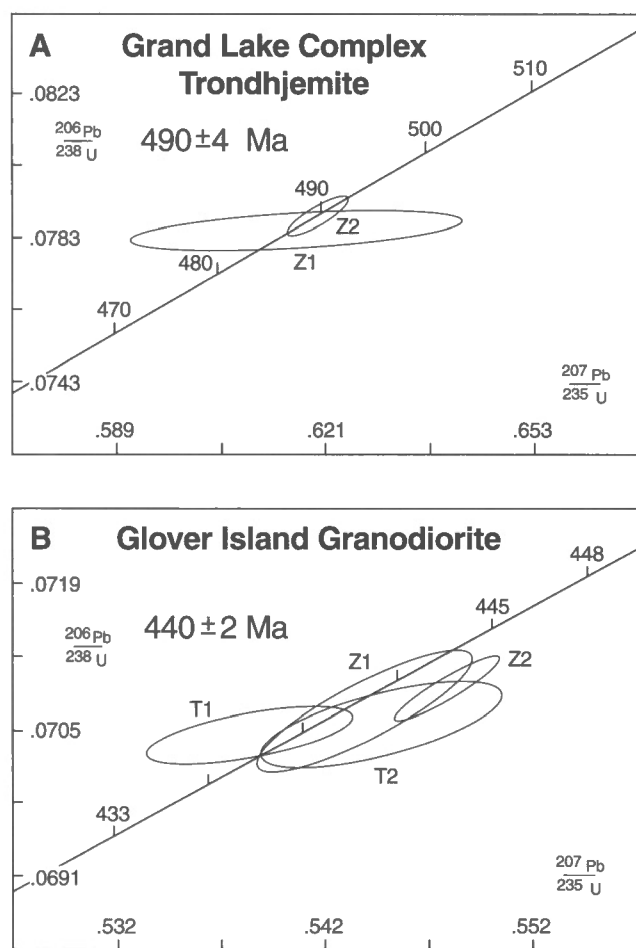 A
Grand Lake Complex
Trondhjemite
.0823
510
206Pb
238U
490±4 Ma
500
490
.0783
Z2
Z1
480
470
.0743
207Pb
235U
.589
.621
.653
B
Glover Island Granodiorite
448
.0719
445
206Pb
238U
440±2 Ma
Z1
Z2
T1
.0705
T2
433
.0691
207Pb
235U
.532
.542
.552